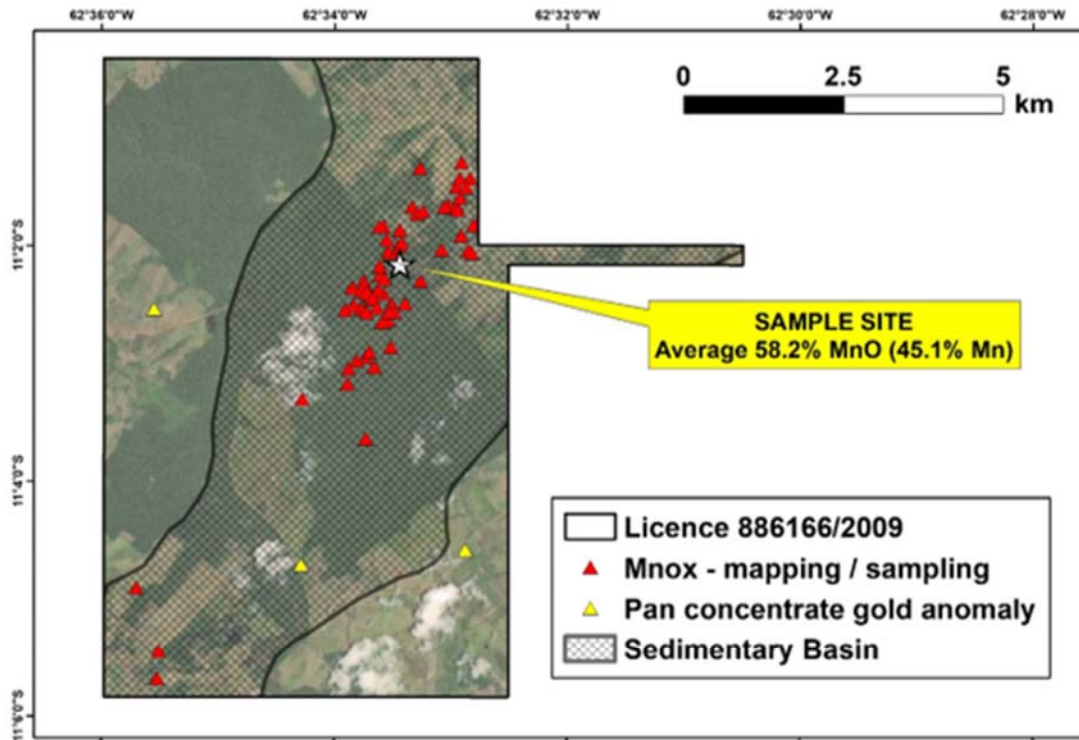 62°36'0"W 62°34'0"W 62°32'0"W 62°30'0"W 62°28'0"W
0 2.5 5
km
11°2'0"S
SAMPLE SITE
Average 58.2% MnO (45.1% Mn)
11°4'0"S
Licence 886166/2009
Mnox - mapping / sampling
Pan concentrate gold anomaly
Sedimentary Basin
11°6'0"S